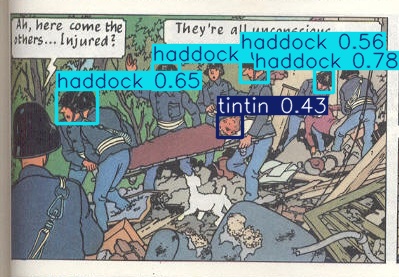 Ah, here come the
others... Injured?
They're all unconscious
haddock 0.56
haddock
haddock 0.78
haddock 0.65
tintin 0.43